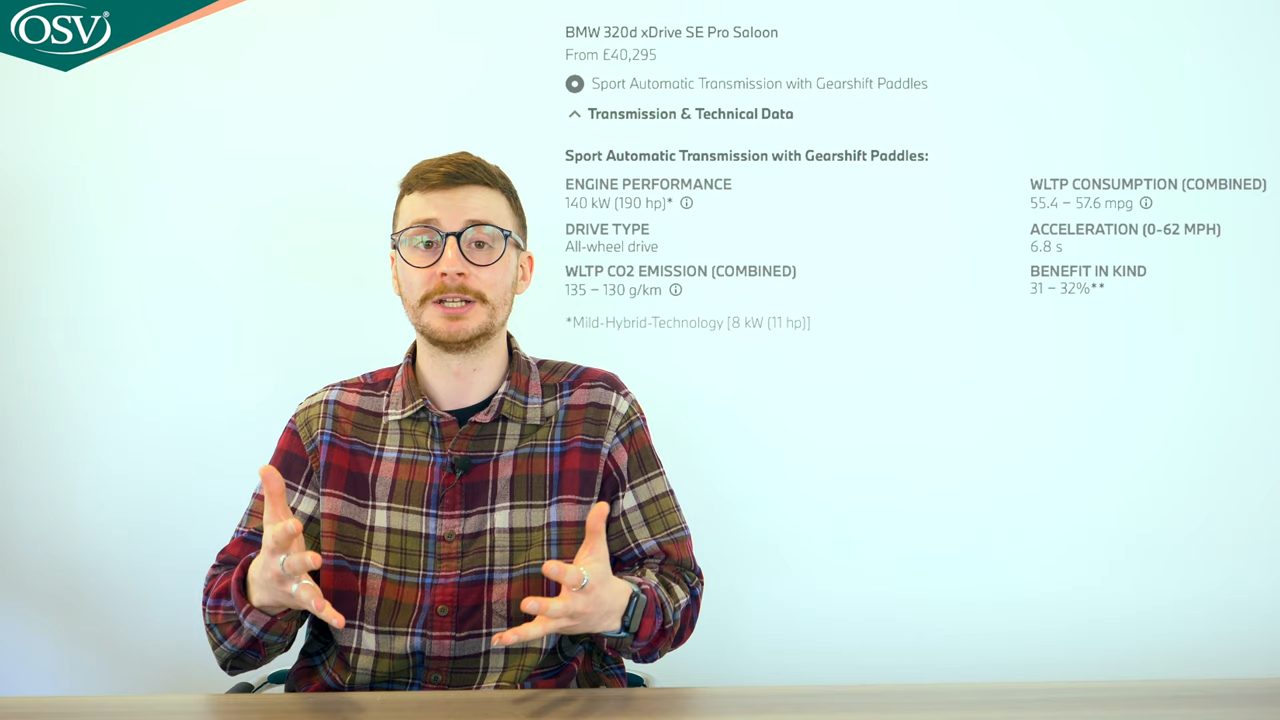 OSV®
BMW 320d xDrive SE Pro Saloon
From £40,295
Sport Automatic Transmission with Gearshift Paddles
Transmission & Technical Data
Sport Automatic Transmission with Gearshift Paddles:
ENGINE PERFORMANCE
140 kW (190 hp)*
DRIVE TYPE
All-wheel drive
WLTP CO2 EMISSION (COMBINED)
135 – 130 g/km
*Mild-Hybrid-Technology [8 kW (11 hp)]
WLTP CONSUMPTION (COMBINED)
55.4 – 57.6 mpg
ACCELERATION (0-62 MPH)
6.8 s
BENEFIT IN KIND
31 – 32%**